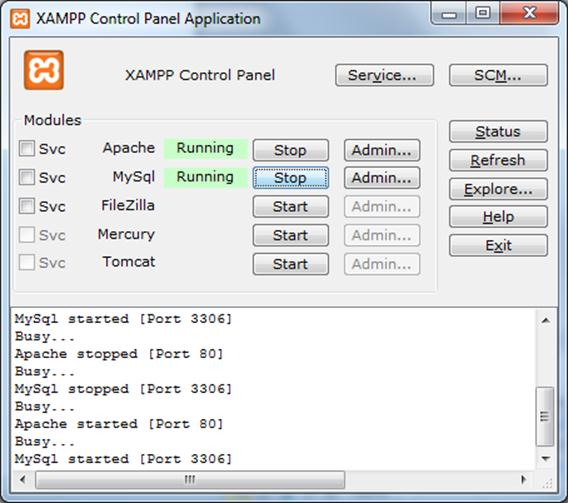 XAMPP Control Panel Application
XAMPP Control Panel
Service...
SCM...
Modules
Svc Apache Running Stop Admin...
Svc MySql Running Stop Admin...
Svc FileZilla Start Admin...
Svc Mercury Start Admin...
Svc Tomcat Start Admin...
Status
Refresh
Explore...
Help
Exit
MySql started [Port 3306]
Busy...
Apache stopped [Port 80]
Busy...
MySql stopped [Port 3306]
Busy...
Apache started [Port 80]
Busy...
MySql started [Port 3306]